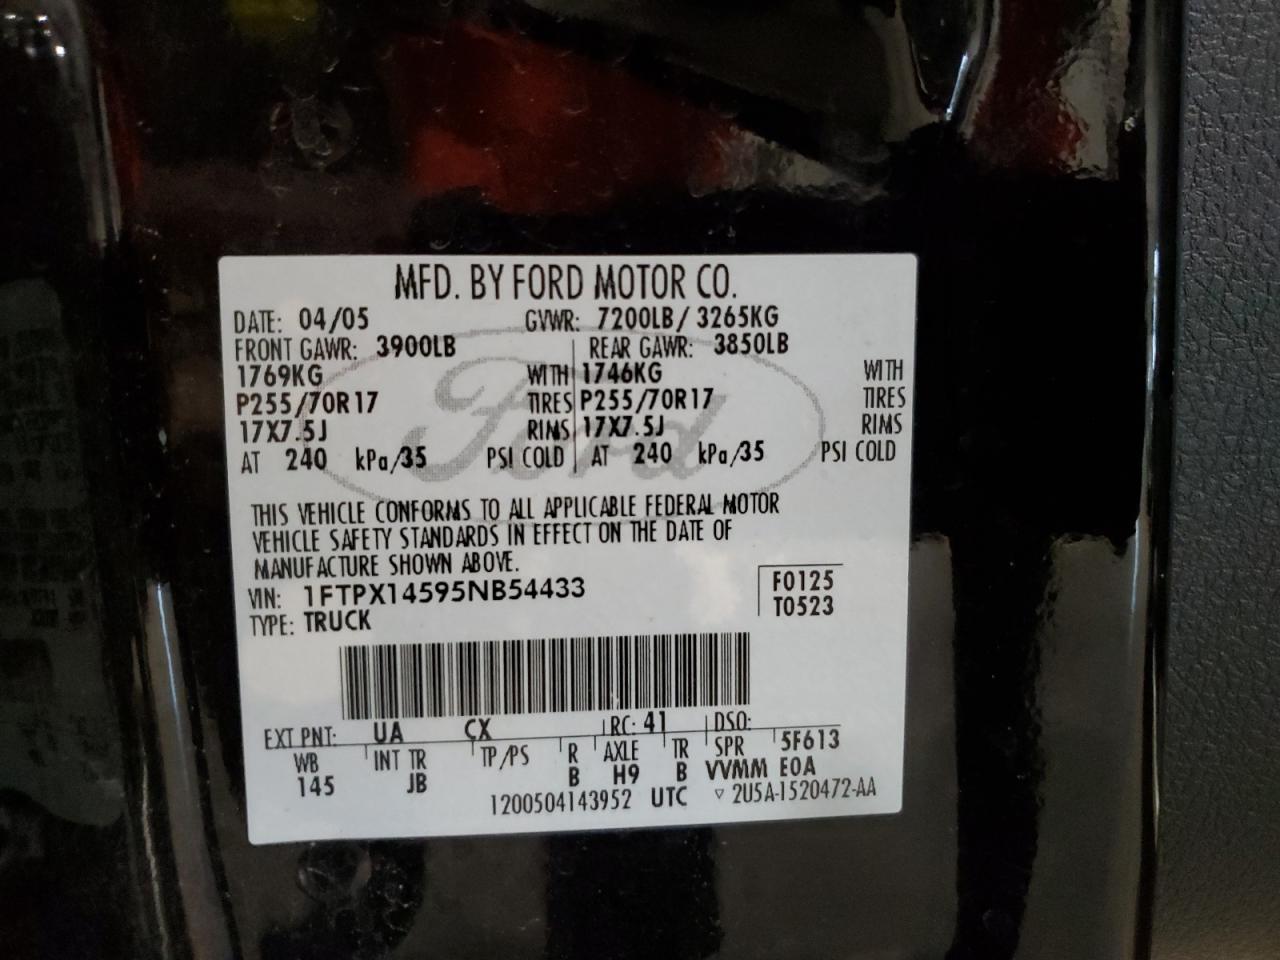 MFD. BY FORD MOTOR CO.
DATE: 04/05 GVWR: 7200LB/ 3265KG
FRONT GAWR: 3900LB REAR GAWR: 3850LB
1769KG WITH 1746KG WITH
P255/70R17 TIRES P255/70R17 TIRES
17X7.5J RIMS 17X7.5J RIMS
AT 240 kPa/35 PSI COLD AT 240 kPa/35 PSI COLD
Ford
THIS VEHICLE CONFORMS TO ALL APPLICABLE FEDERAL MOTOR
VEHICLE SAFETY STANDARDS IN EFFECT ON THE DATE OF
MANUFACTURE SHOWN ABOVE.
VIN: 1FTPX14595NB54433 F0125
TYPE: TRUCK T0523
EXT PNT: UA CX RC: 41 DSO:
WB INT TR TP/PS R AXLE TR SPR 5F613
145 JB B H9 B VVMM E0A
1200504143952 UTC ▽ 2U5A-1520472-AA